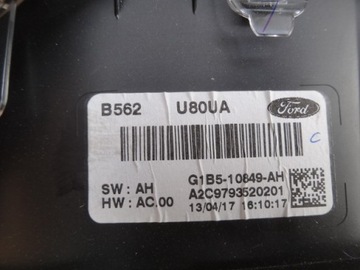 B562 U80UA Ford
C
G1B5-10849-AH
SW : AH A2C9793520201
HW : AC.00 13/04/17 16:10:17